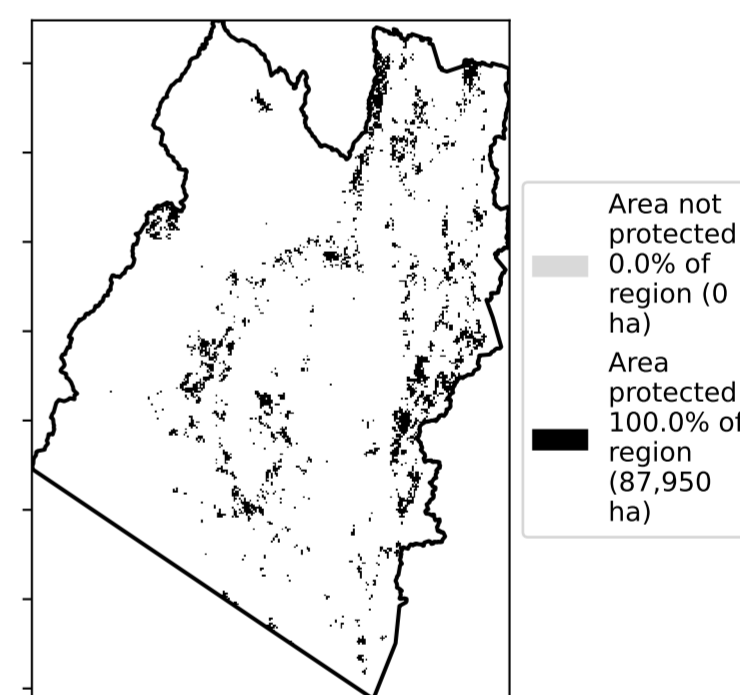 Area not
protected
0.0% of
region (0
ha)
Area
protected
100.0% of
region
(87,950
ha)